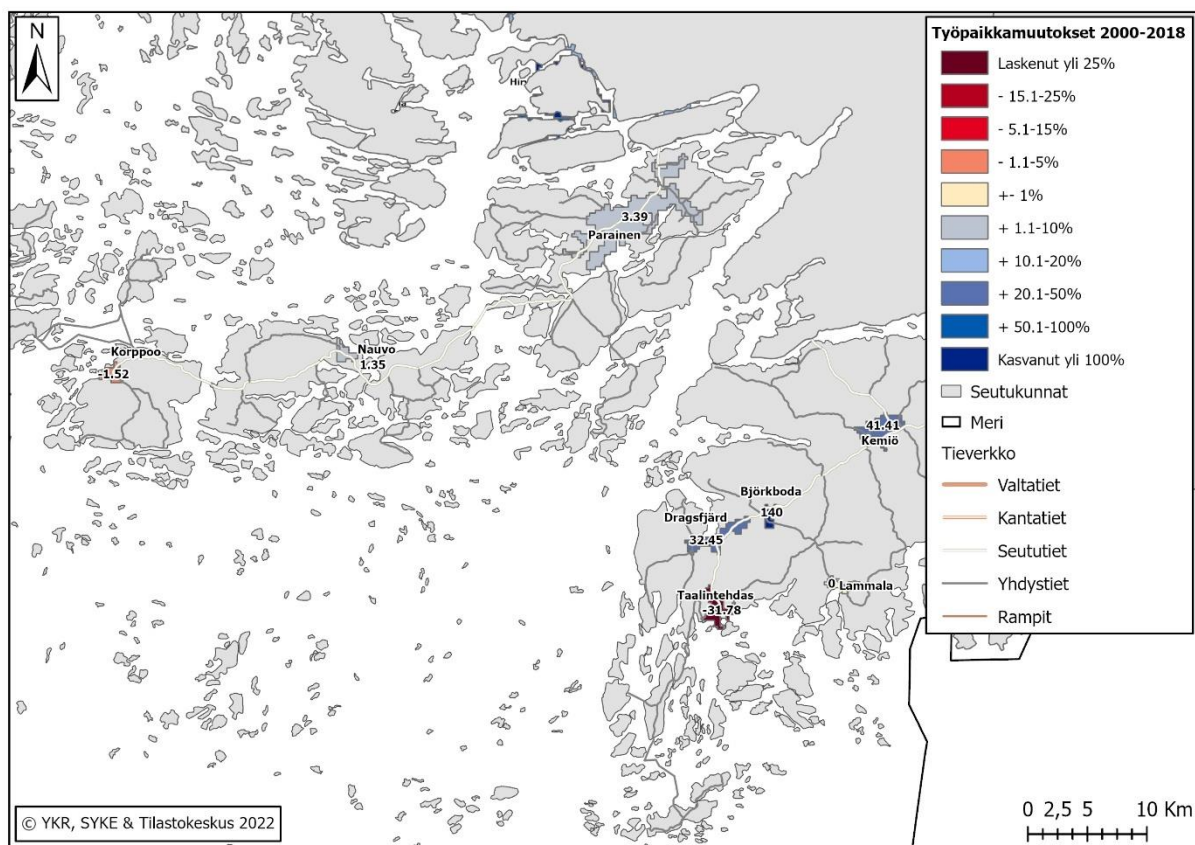 N
Työpaikkamuutokset 2000-2018
Laskenut yli 25%
- 15.1-25%
- 5.1-15%
- 1.1-5%
+- 1%
+ 1.1-10%
+ 10.1-20%
+ 20.1-50%
+ 50.1-100%
Kasvanut yli 100%
Seutukunnat
Meri
Tieverkko
Valtatiet
Kantatiet
Seututiet
Yhdystiet
Rampit
Hir
3.39
Parainen
Korppoo
-1.52
Nauvo
1.35
41.41
Kemiö
Björkboda
140
Dragsfjärd
32.45
Taalintehdas
-31.78
0 Lammala
© YKR, SYKE & Tilastokeskus 2022
0 2,5 5 10 Km